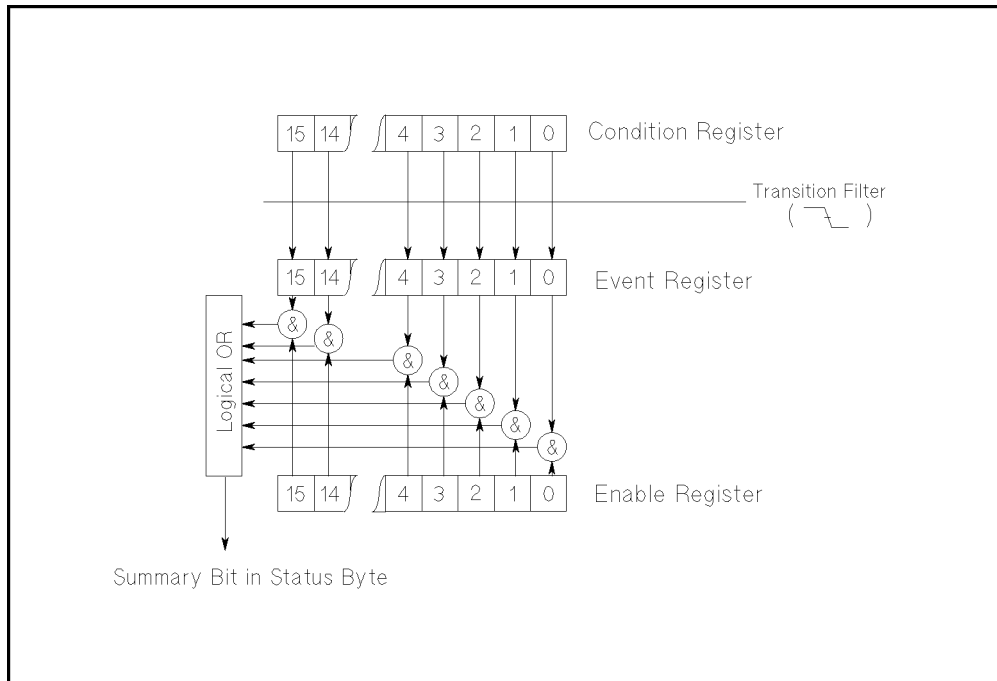 15 14 4 3 2 1 0 Condition Register
Transition Filter
( )
15 14 4 3 2 1 0 Event Register
Logical OR
&
&
&
&
&
&
&
15 14 4 3 2 1 0 Enable Register
Summary Bit in Status Byte